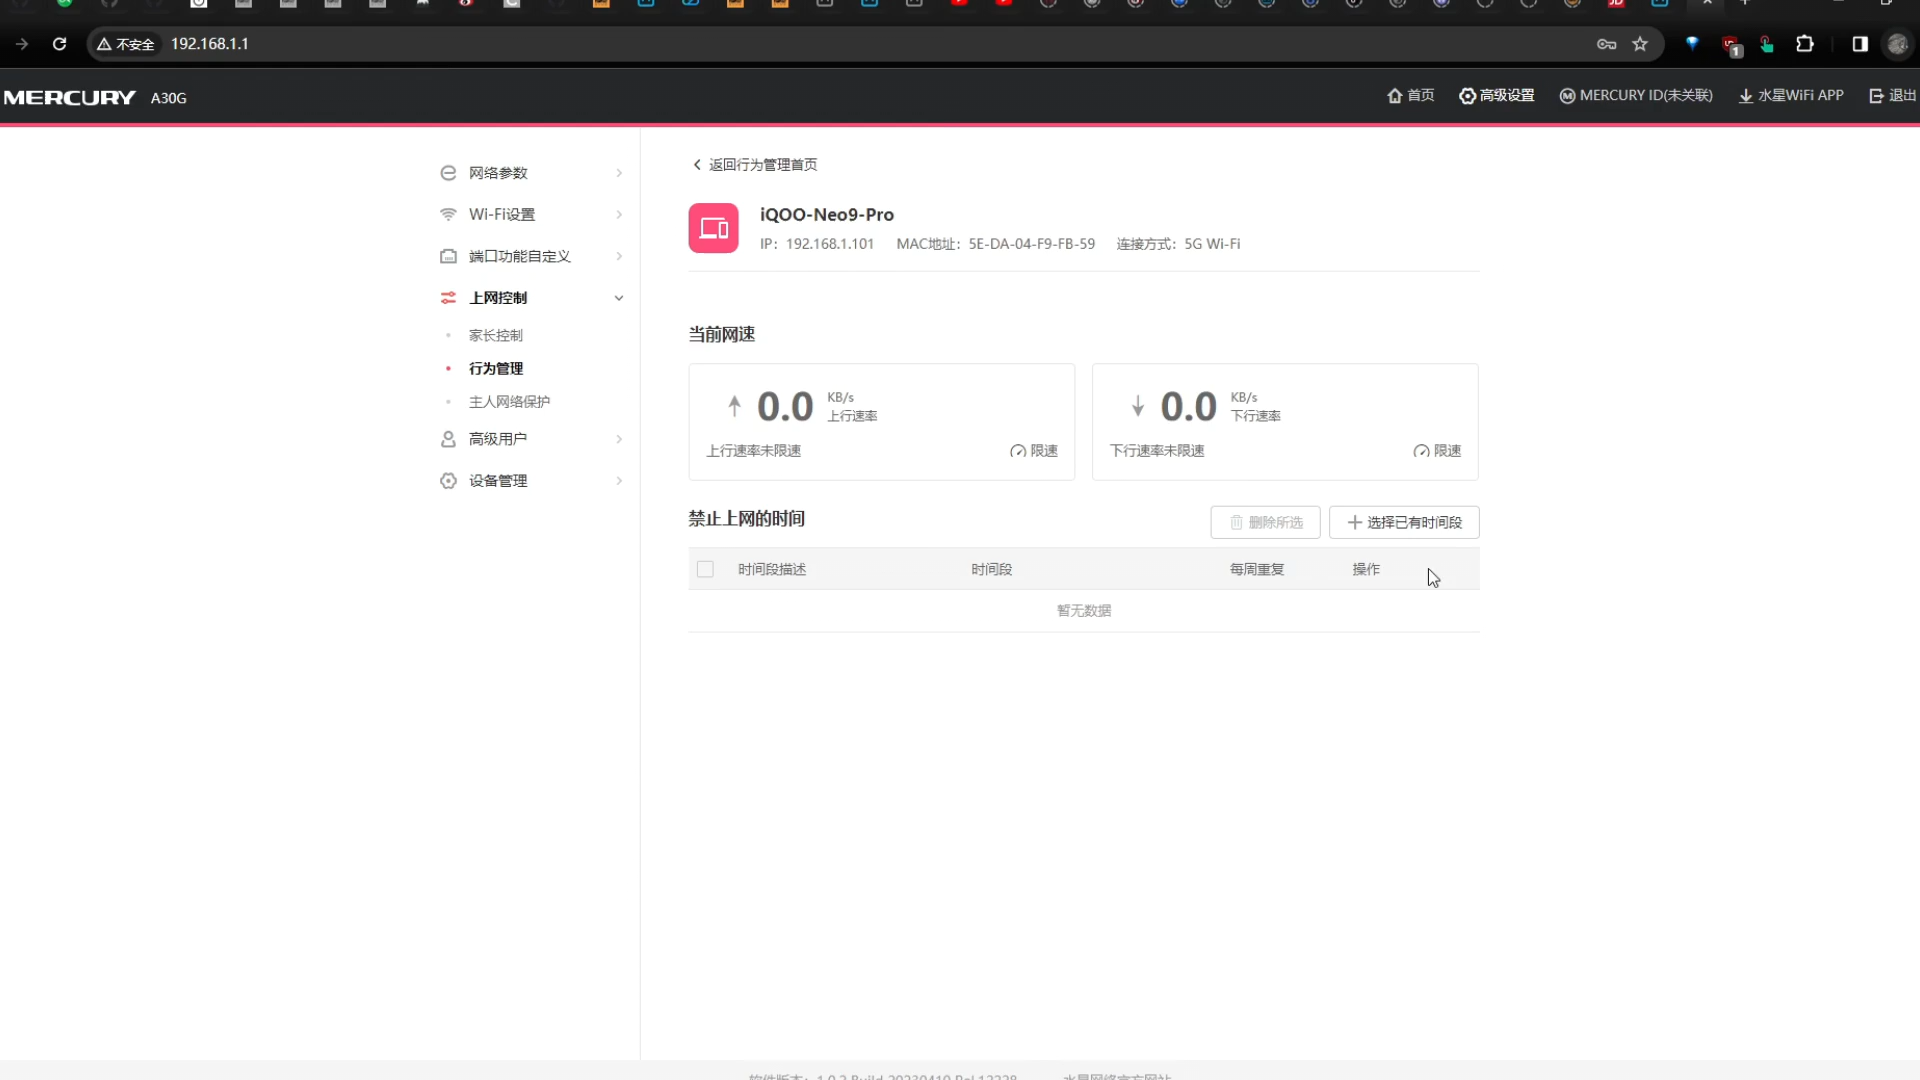 不安全 192.168.1.1
1
MERCURY A30G
首页 高级设置 MERCURY ID(未关联) 水星WiFi APP 退出
网络参数
Wi-Fi设置
端口功能自定义
上网控制
家长控制
行为管理
主人网络保护
高级用户
设备管理
返回行为管理首页
iQOO-Neo9-Pro
IP: 192.168.1.101 MAC地址: 5E-DA-04-F9-FB-59 连接方式: 5G Wi-Fi
当前网速
0.0 KB/s 上行速率
上行速率未限速 限速
0.0 KB/s 下行速率
下行速率未限速 限速
禁止上网的时间 删除所选 选择已有时间段
时间段描述 时间段 每周重复 操作
暂无数据